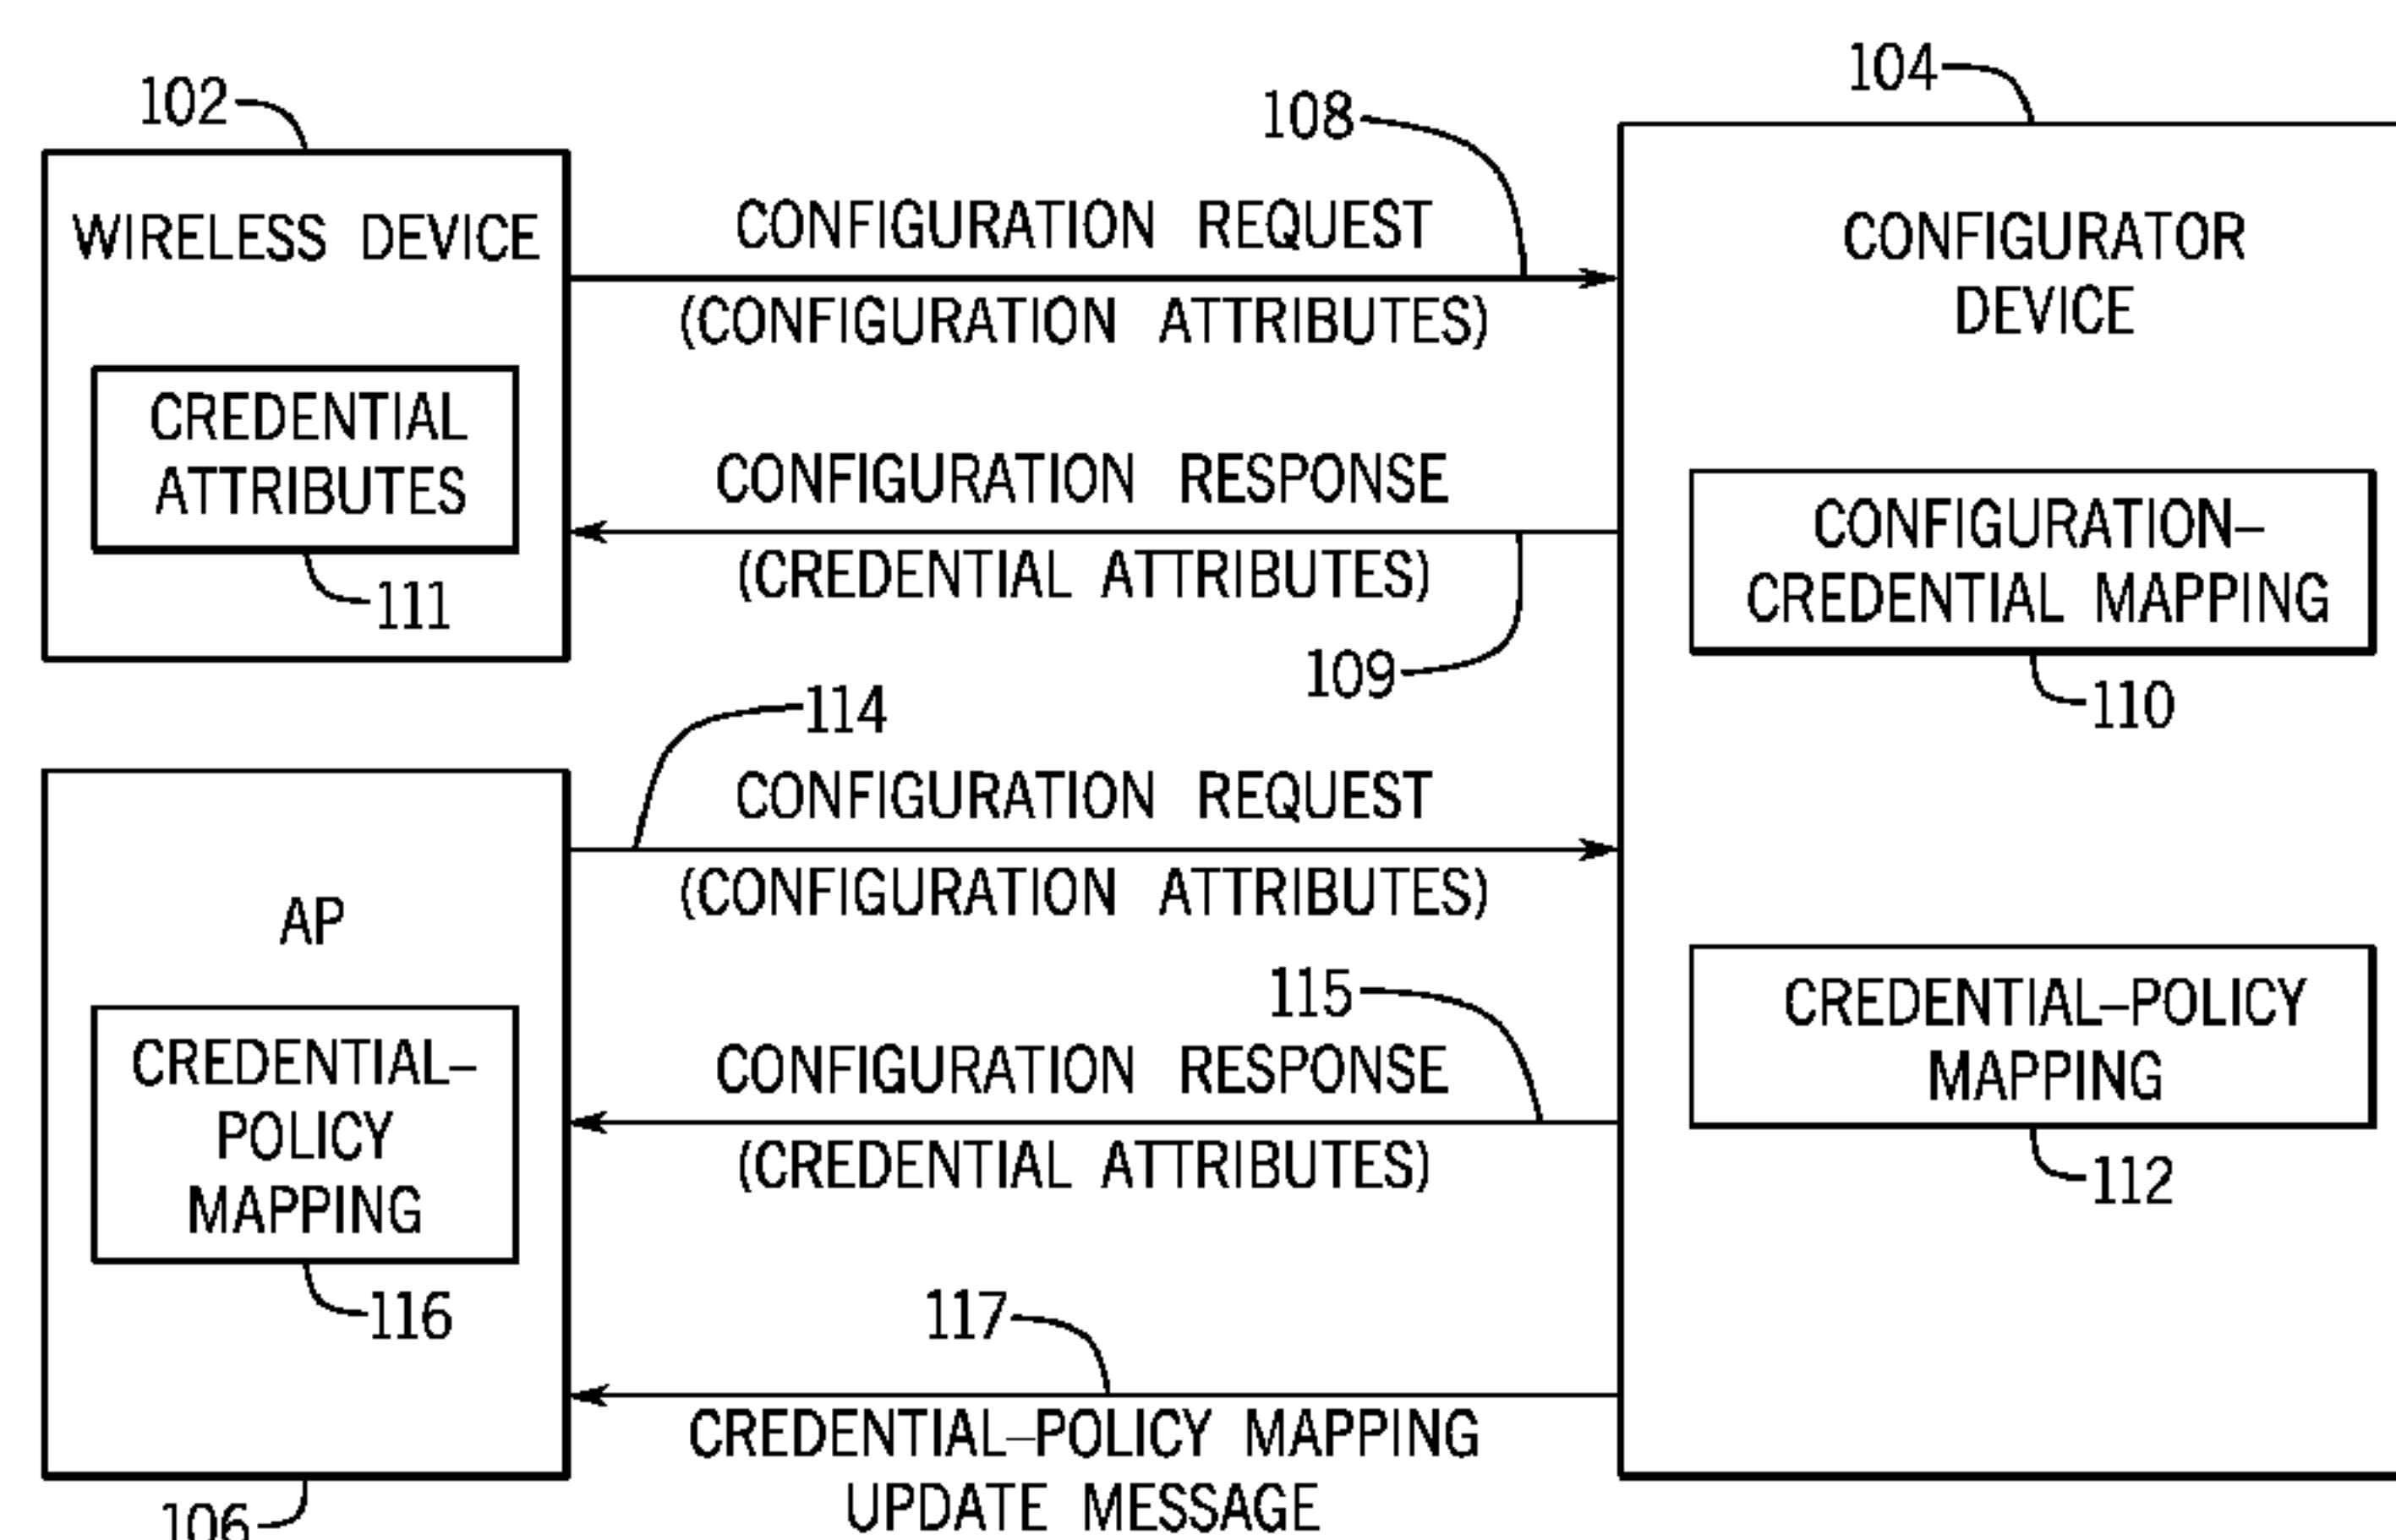 102
WIRELESS DEVICE
CREDENTIAL
ATTRIBUTES
111
108
CONFIGURATION REQUEST
(CONFIGURATION ATTRIBUTES)
CONFIGURATION RESPONSE
(CREDENTIAL ATTRIBUTES)
109
104
CONFIGURATOR
DEVICE
CONFIGURATION–
CREDENTIAL MAPPING
110
CREDENTIAL–POLICY
MAPPING
112
AP
CREDENTIAL–
POLICY
MAPPING
116
106
114
CONFIGURATION REQUEST
(CONFIGURATION ATTRIBUTES)
115
CONFIGURATION RESPONSE
(CREDENTIAL ATTRIBUTES)
117
CREDENTIAL–POLICY MAPPING
UPDATE MESSAGE